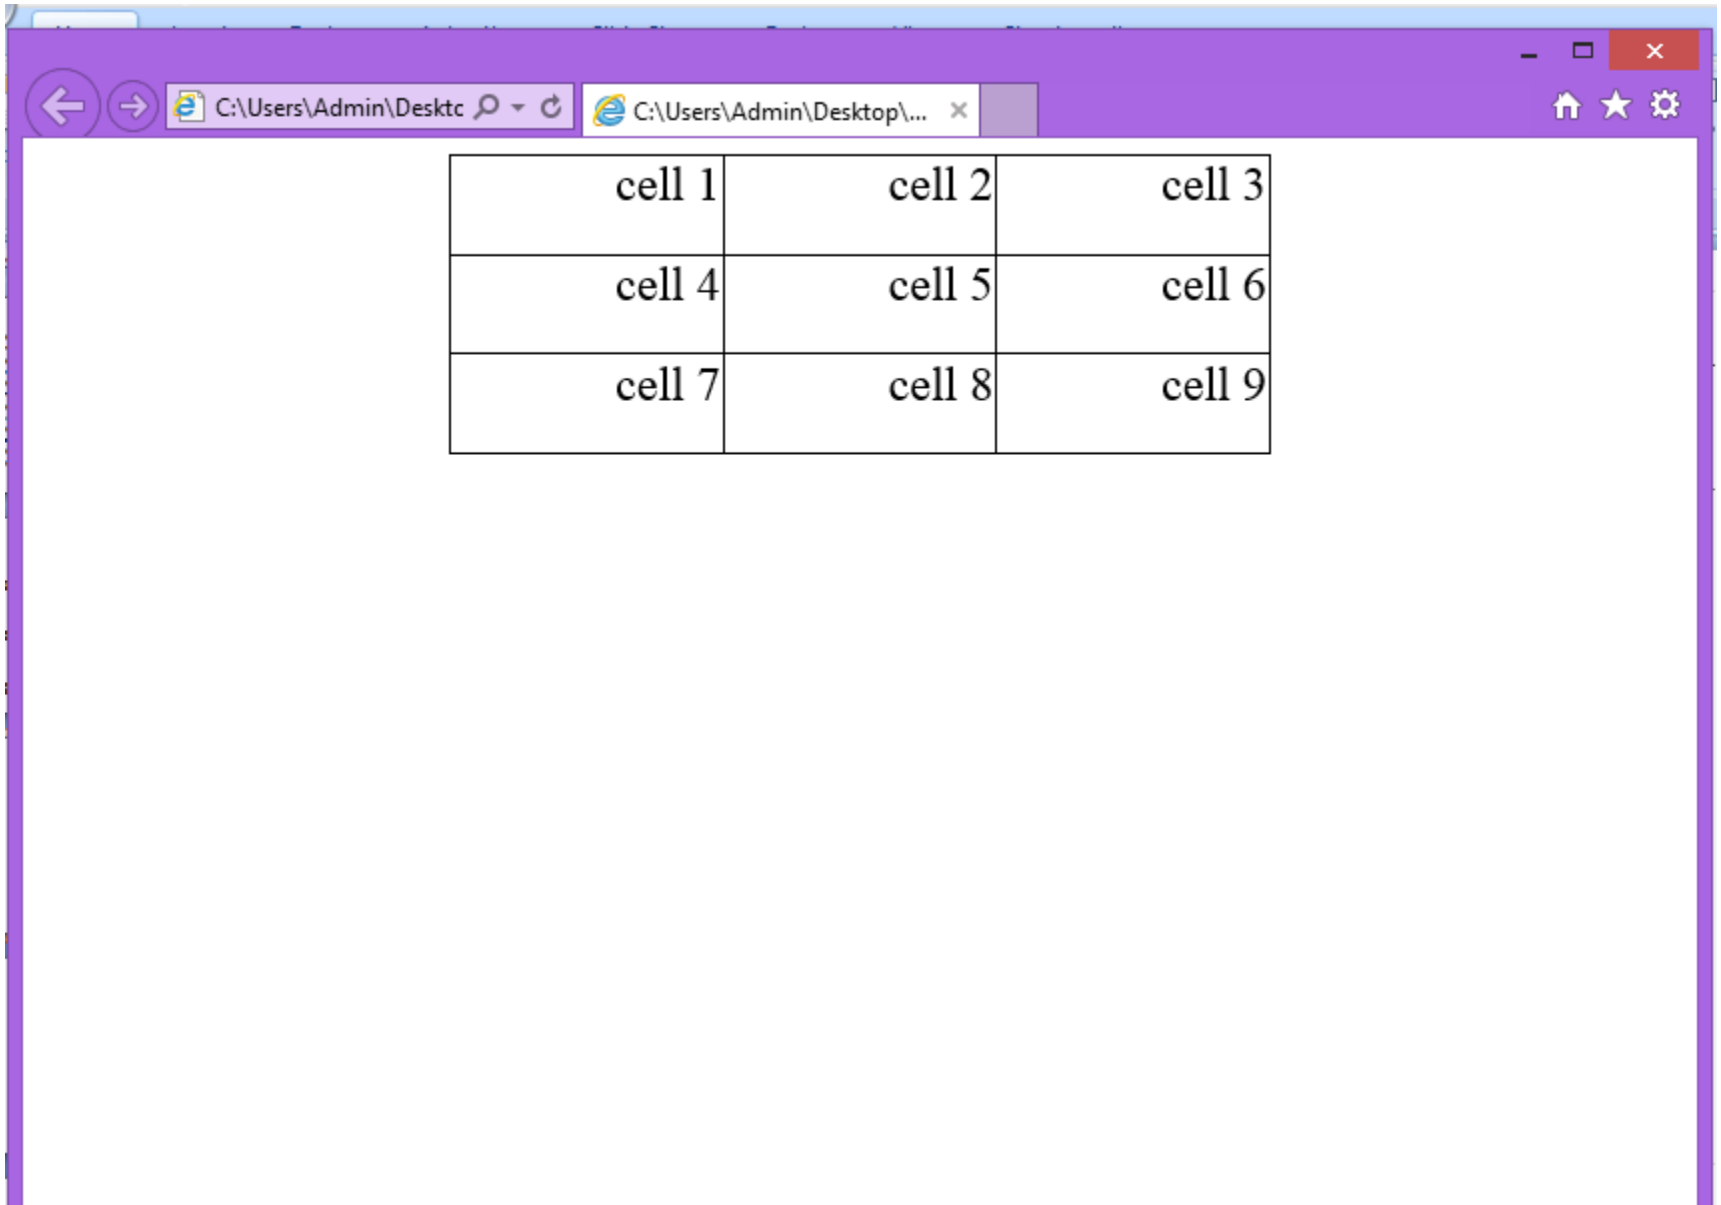 C:\Users\Admin\Desktc
C:\Users\Admin\Desktop\...
cell 1 cell 2 cell 3
cell 4 cell 5 cell 6
cell 7 cell 8 cell 9